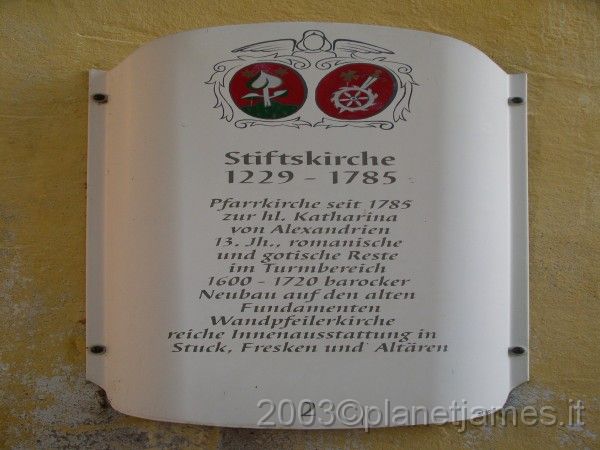 Stiftskirche
1229 - 1785
Pfarrkirche seit 1785
zur hl. Katharina
von Alexandrien
13. Jh., romanische
und gotische Reste
im Turmbereich
1600 - 1720 barocker
Neubau auf den alten
Fundamenten
Wandpfeilerkirche
reiche Innenausstattung in
Stuck, Fresken und Altären
2
2003©planetjames.it